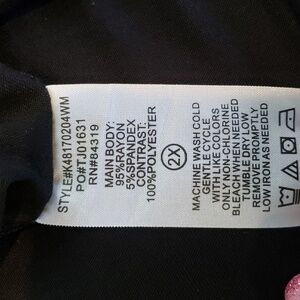 STYLE#K48170204WM
PO#TJ01631
RN#84319
MAIN BODY:
95%RAYON
5%SPANDEX
CONTRAST:
100%POLYESTER
2X
MACHINE WASH COLD
GENTLE CYCLE
WITH LIKE COLORS
ONLY NON-CHLORINE
BLEACH WHEN NEEDED
TUMBLE DRY LOW
REMOVE PROMPTLY
LOW IRON AS NEEDED